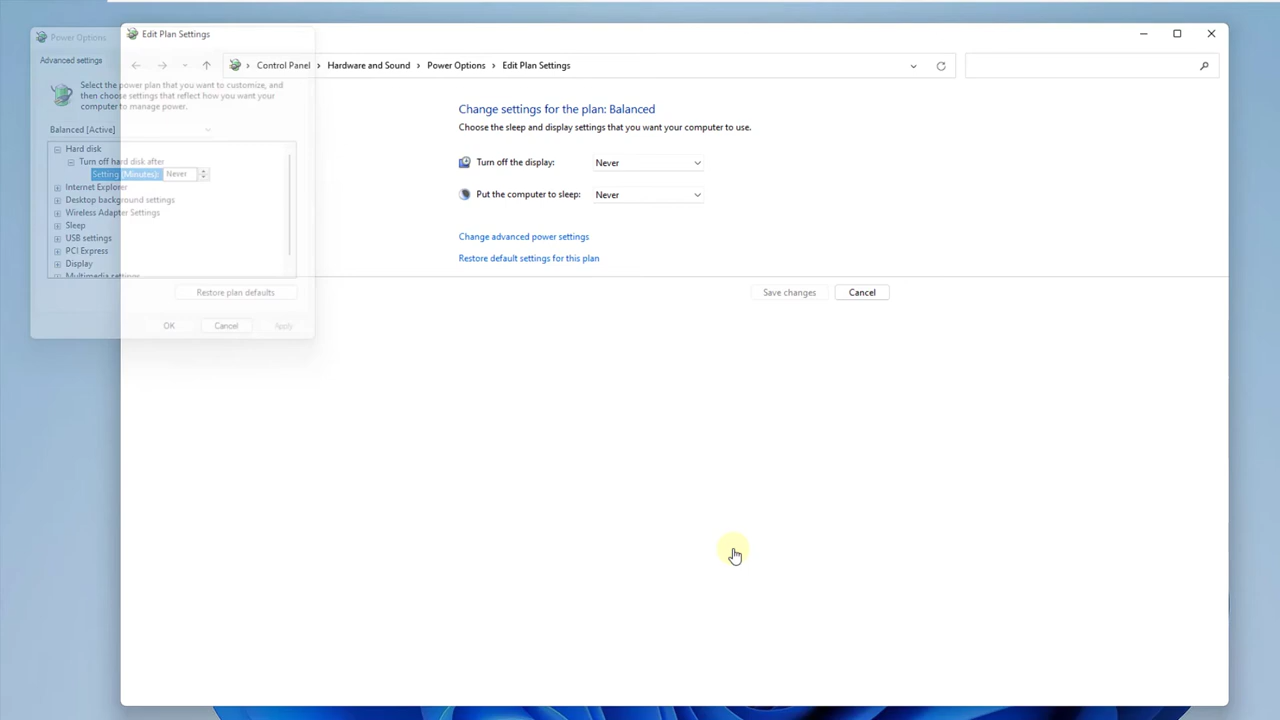 Power Options
Advanced settings
Select the power plan that you want to customize, and
then choose settings that reflect how you want your
computer to manage power.
Balanced [Active]
Hard disk
Turn off hard disk after
Setting (Minutes): Never
Internet Explorer
Desktop background settings
Wireless Adapter Settings
Sleep
USB settings
PCI Express
Display
Multimedia settings
Restore plan defaults
OK Cancel Apply
Edit Plan Settings
Control Panel Hardware and Sound Power Options Edit Plan Settings
Change settings for the plan: Balanced
Choose the sleep and display settings that you want your computer to use.
Turn off the display: Never
Put the computer to sleep: Never
Change advanced power settings
Restore default settings for this plan
Save changes Cancel